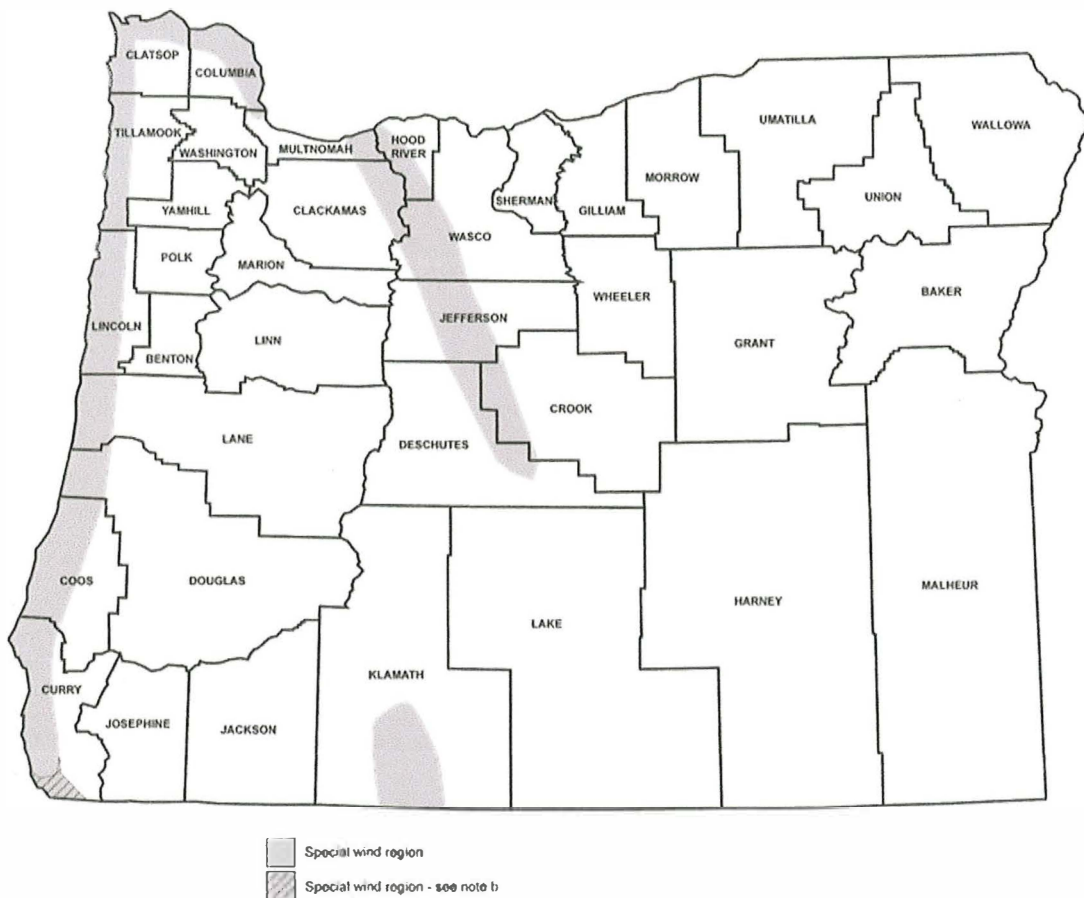 CLATSOP
COLUMBIA
TILLAMOOK
WASHINGTON
MULTNOMAH
HOOD
RIVER
UMATILLA
WALLOWA
MORROW
SHERMAN
GILLIAM
UNION
YAMHILL
CLACKAMAS
WASCO
POLK
MARION
BAKER
WHEELER
LINCOLN
JEFFERSON
LINN
GRANT
BENTON
CROOK
LANE
DESCHUTES
COOS
DOUGLAS
HARNEY
MALHEUR
LAKE
KLAMATH
CURRY
JOSEPHINE
JACKSON
Special wind region
Special wind region - see note b